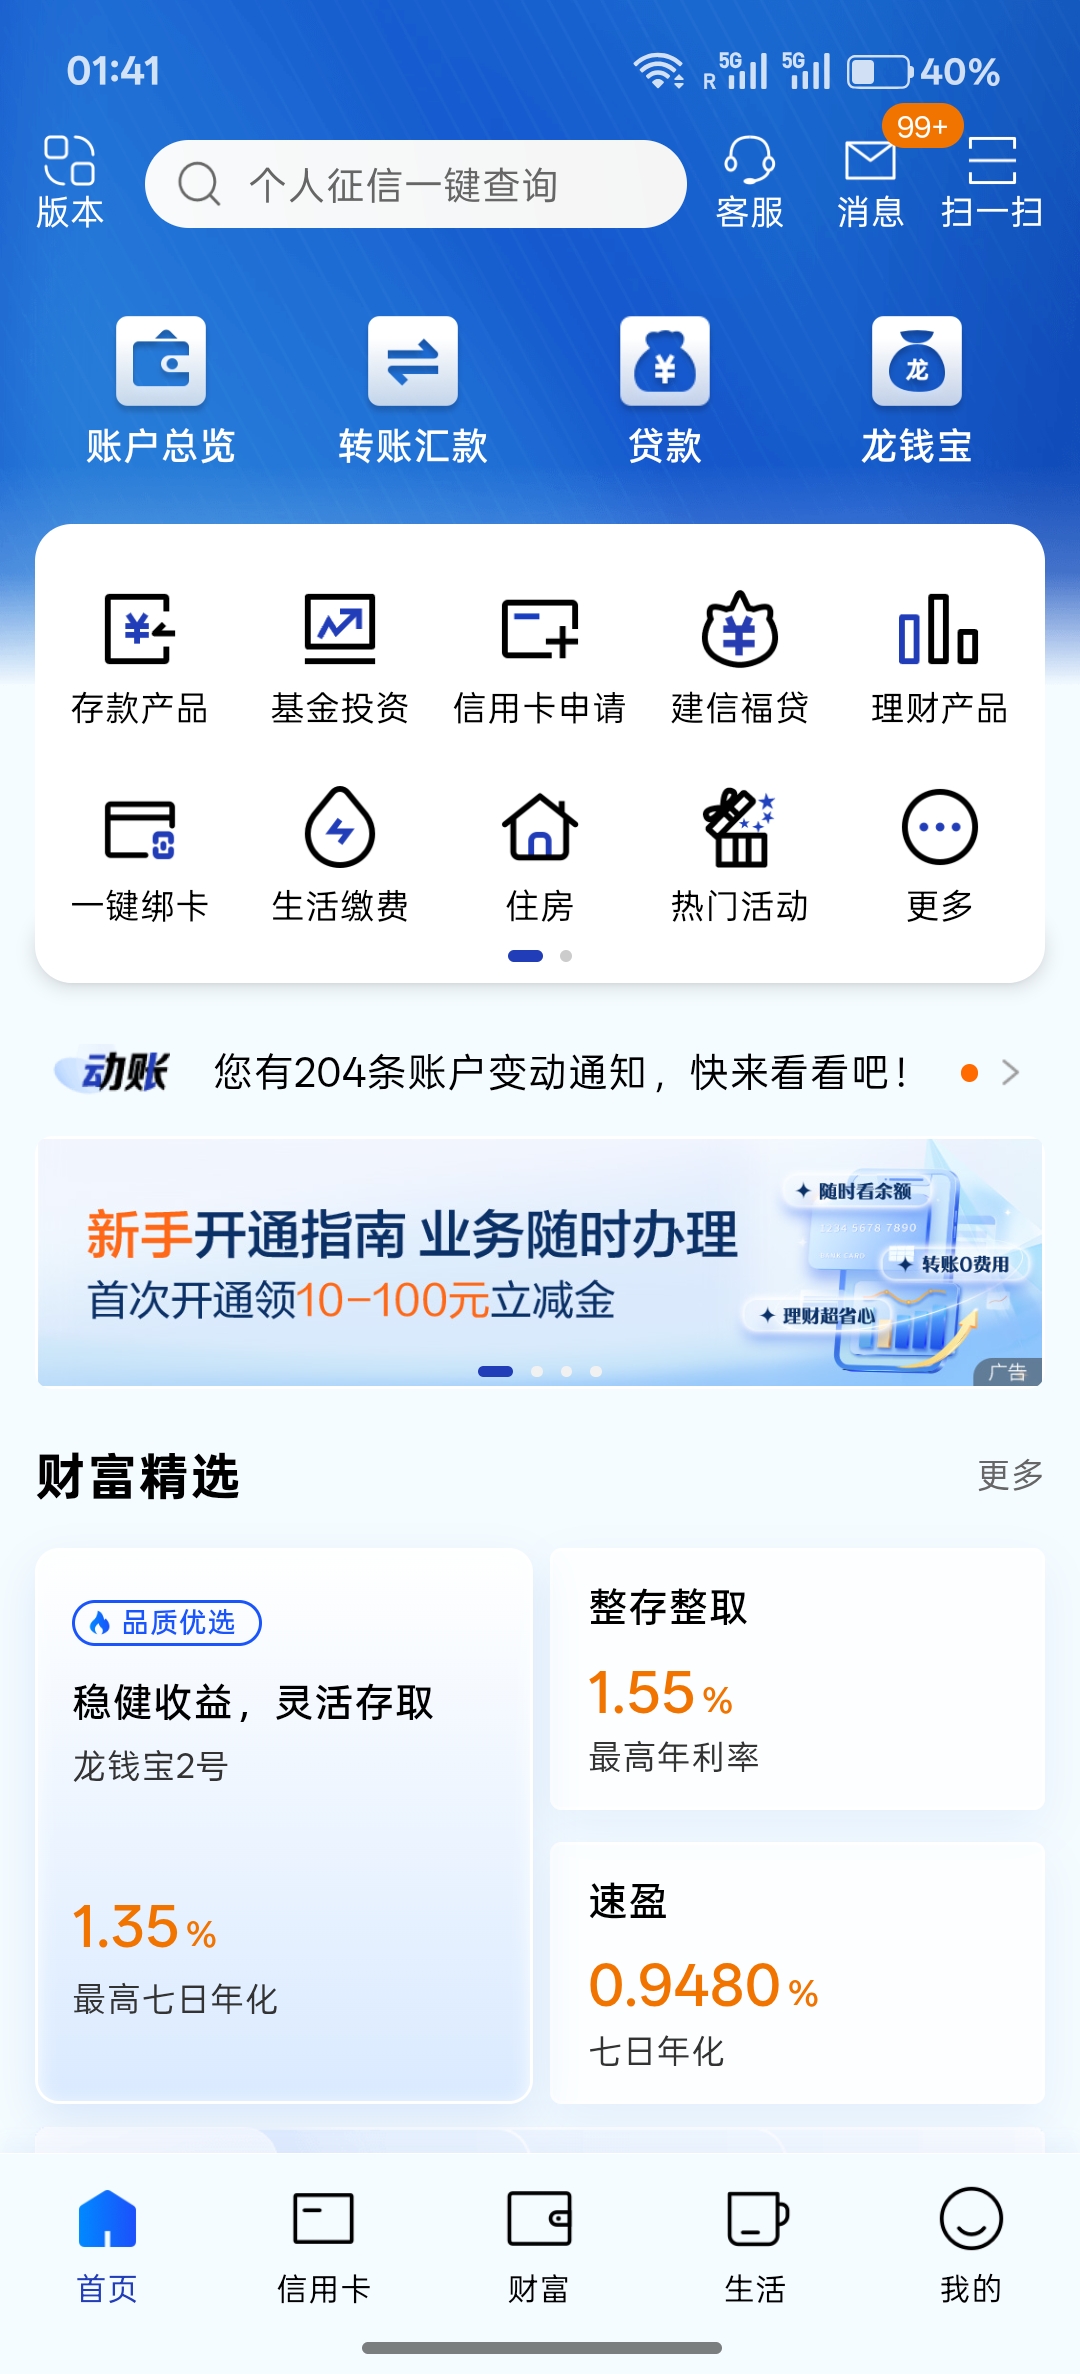 01:41
R 5G 5G 40%
99+
版本
个人征信一键查询
客服
消息
扫一扫
账户总览
转账汇款
贷款
龙
龙钱宝
存款产品
基金投资
信用卡申请
建信福贷
理财产品
一键绑卡
生活缴费
住房
热门活动
更多
动账
您有204条账户变动通知，快来看看吧！
新手开通指南 业务随时办理
首次开通领10-100元立减金
随时看余额
1234 5678 7890
BANK CARD
转账0费用
理财超省心
广告
财富精选
更多
品质优选
稳健收益，灵活存取
龙钱宝2号
1.35%
最高七日年化
整存整取
1.55%
最高年利率
速盈
0.9480%
七日年化
首页
信用卡
财富
生活
我的